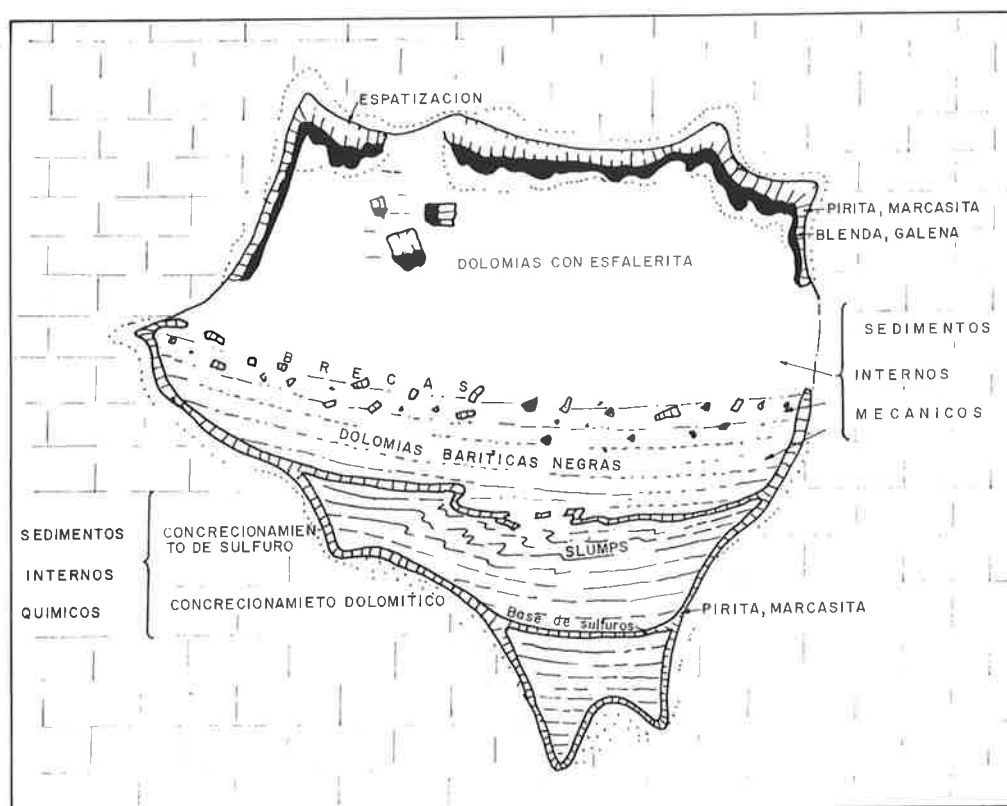 ESPATIZACION
PIRITA, MARCASITA
BLENDA, GALENA
DOLOMIAS CON ESFALERITA
SEDIMENTOS
INTERNOS
MECANICOS
BRECAS
DOLOMIAS BARITICAS NEGRAS
SEDIMENTOS
INTERNOS
QUIMICOS
CONCRECIONAMIEN
TO DE SULFURO
CONCRECIONAMIETO DOLOMITICO
SLUMPS
Base de sulfuros
PIRITA, MARCASITA